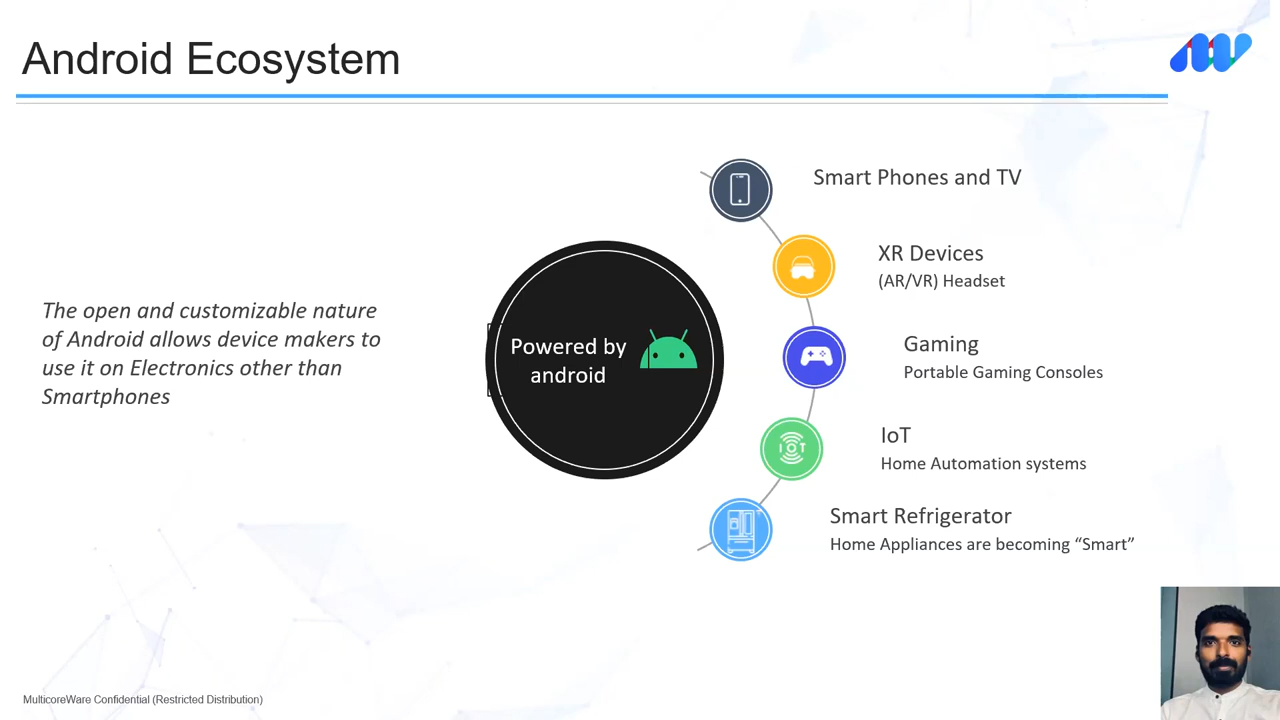 Android Ecosystem
The open and customizable nature
of Android allows device makers to
use it on Electronics other than
Smartphones
Powered by
android
Smart Phones and TV
XR Devices
(AR/VR) Headset
Gaming
Portable Gaming Consoles
IOT
IoT
Home Automation systems
Smart Refrigerator
Home Appliances are becoming “Smart”
MulticoreWare Confidential (Restricted Distribution)